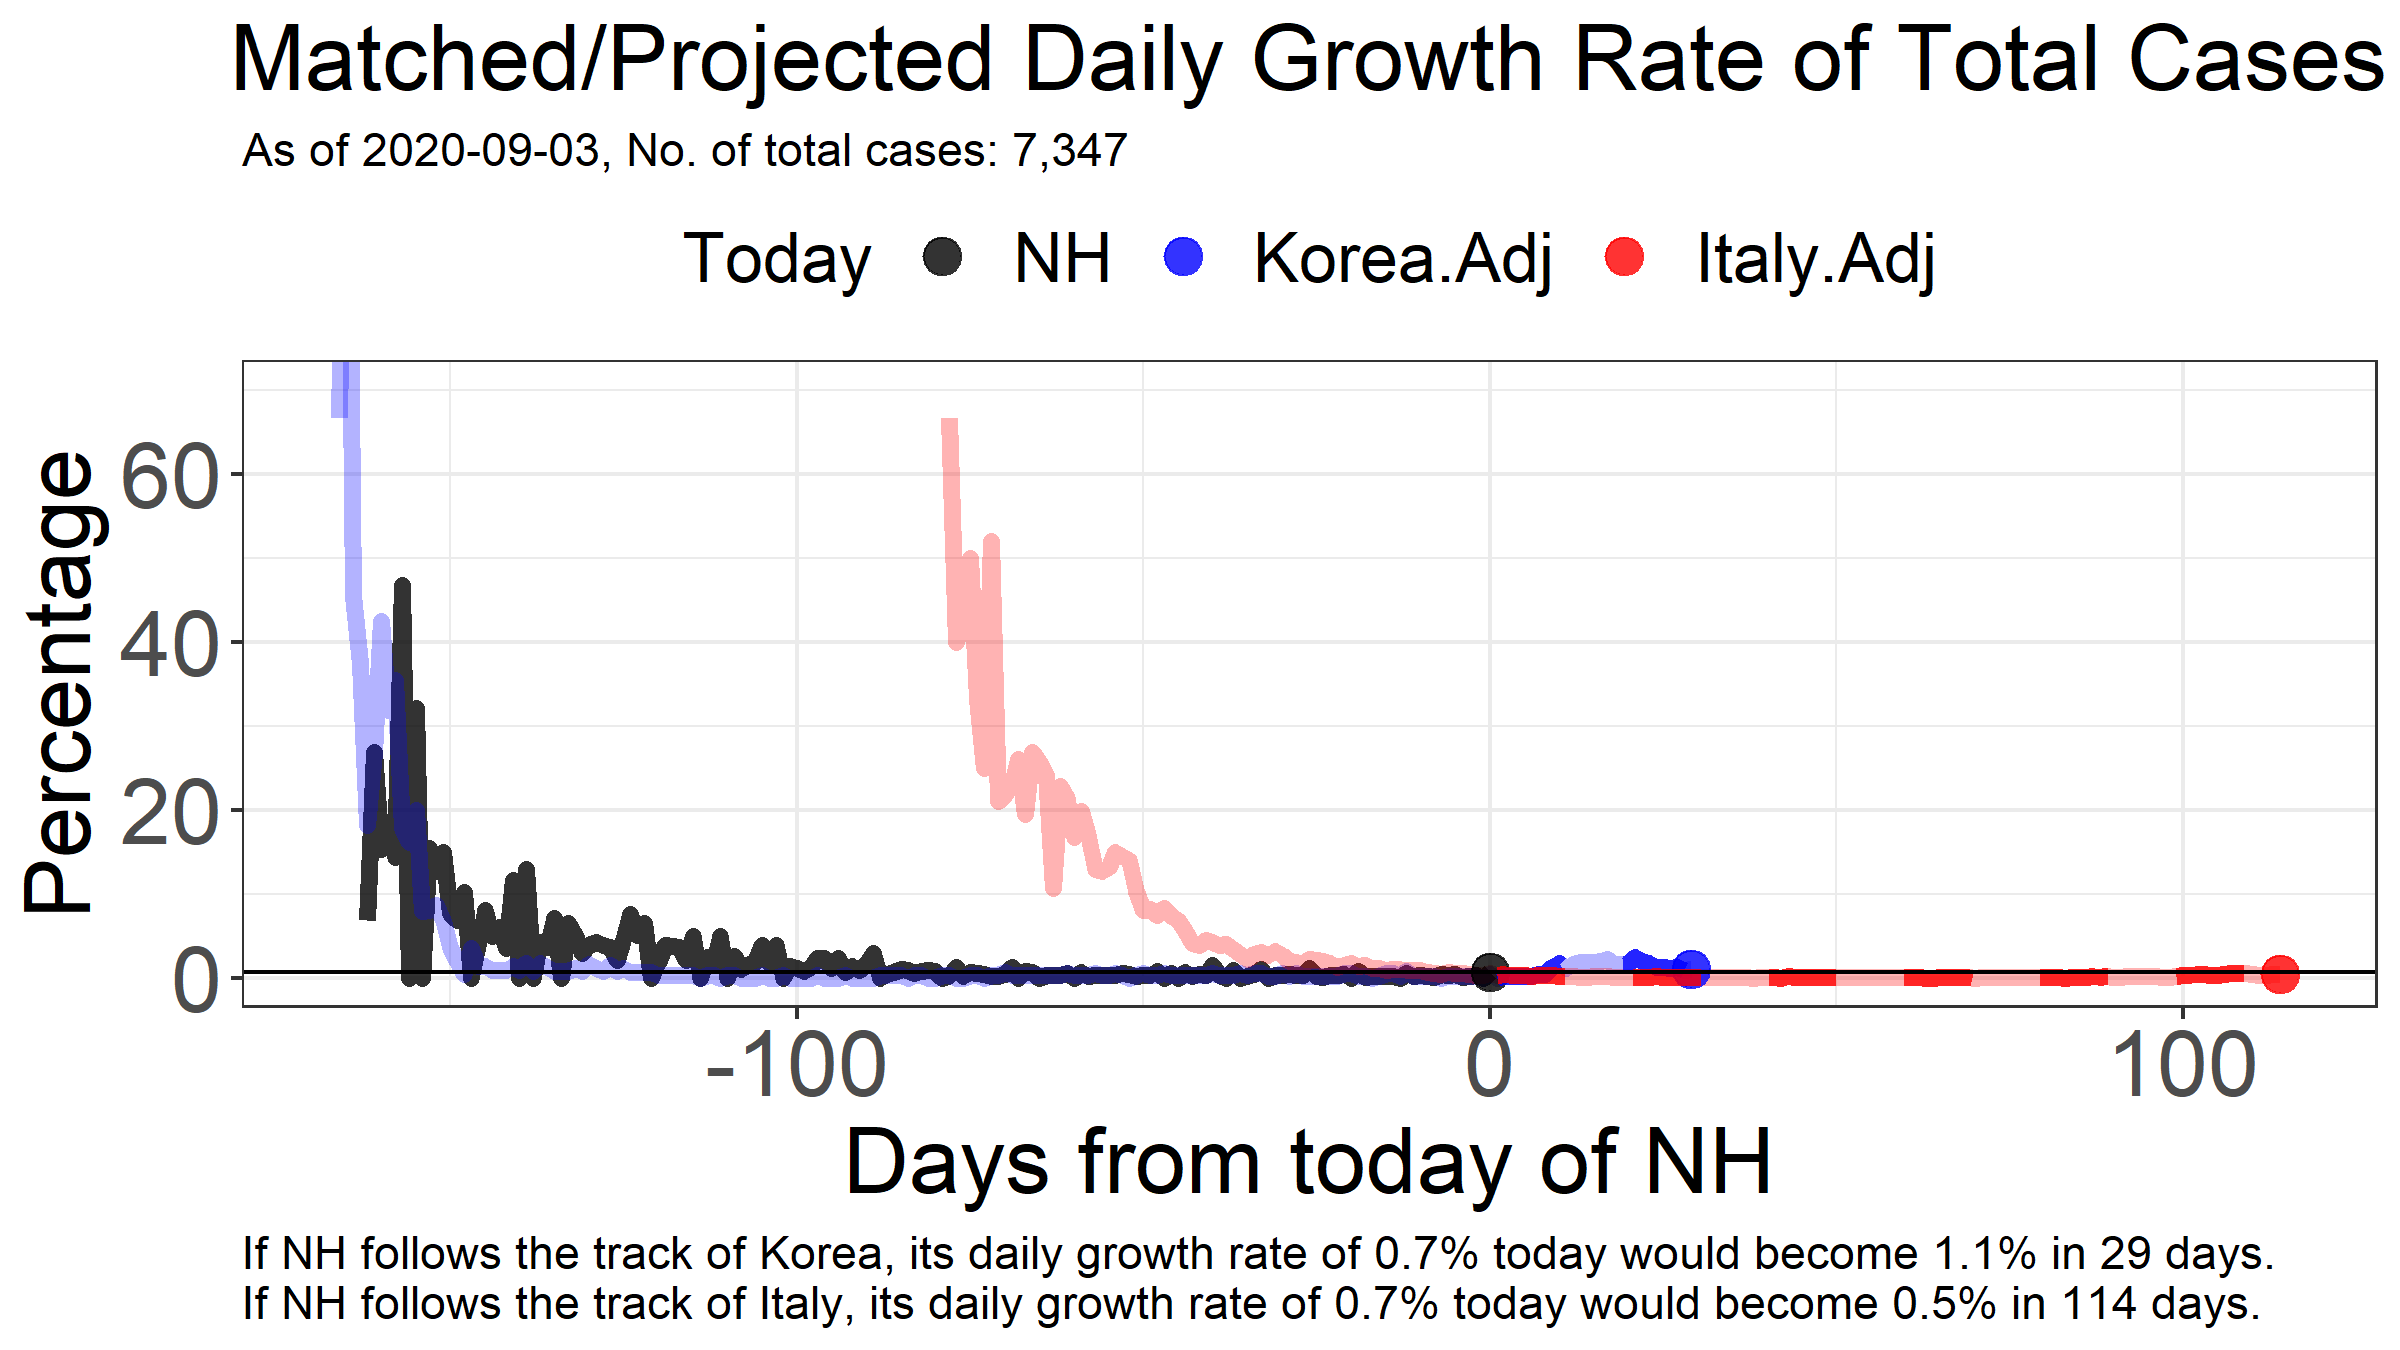 Matched/Projected Daily Growth Rate of Total Cases
As of 2020-09-03, No. of total cases: 7,347
Today NH Korea.Adj Italy.Adj
Percentage
60
40
20
0
-100 0 100
Days from today of NH
If NH follows the track of Korea, its daily growth rate of 0.7% today would become 1.1% in 29 days.
If NH follows the track of Italy, its daily growth rate of 0.7% today would become 0.5% in 114 days.